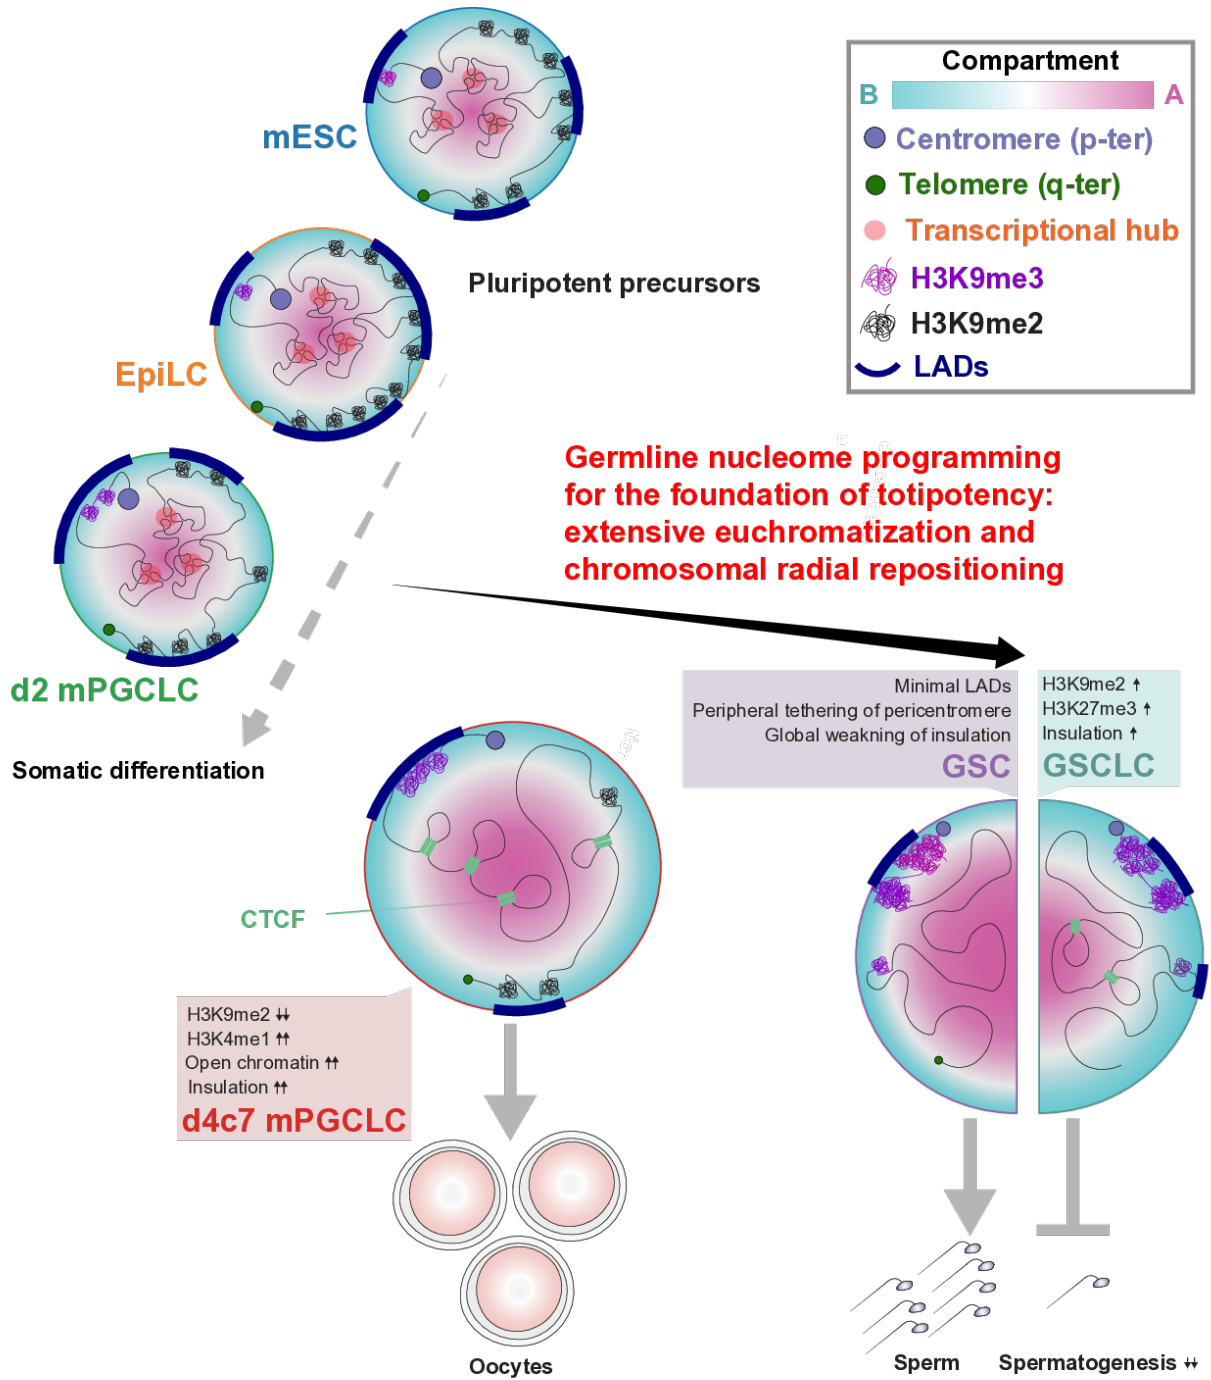 mESC
Compartment
B
A
Centromere (p-ter)
Telomere (q-ter)
Transcriptional hub
H3K9me3
H3K9me2
LADs
Pluripotent precursors
EpiLC
Germline nucleome programming
for the foundation of totipotency:
extensive euchromatization and
chromosomal radial repositioning
d2 mPGCLC
Somatic differentiation
Minimal LADs
Peripheral tethering of pericentromere
Global weakning of insulation
GSC
H3K9me2 ↑
H3K27me3 ↑
Insulation ↑
GSCLC
CTCF
H3K9me2 ↓↓
H3K4me1 ↑↑
Open chromatin ↑↑
Insulation ↑↑
d4c7 mPGCLC
Oocytes
Sperm
Spermatogenesis ↓↓